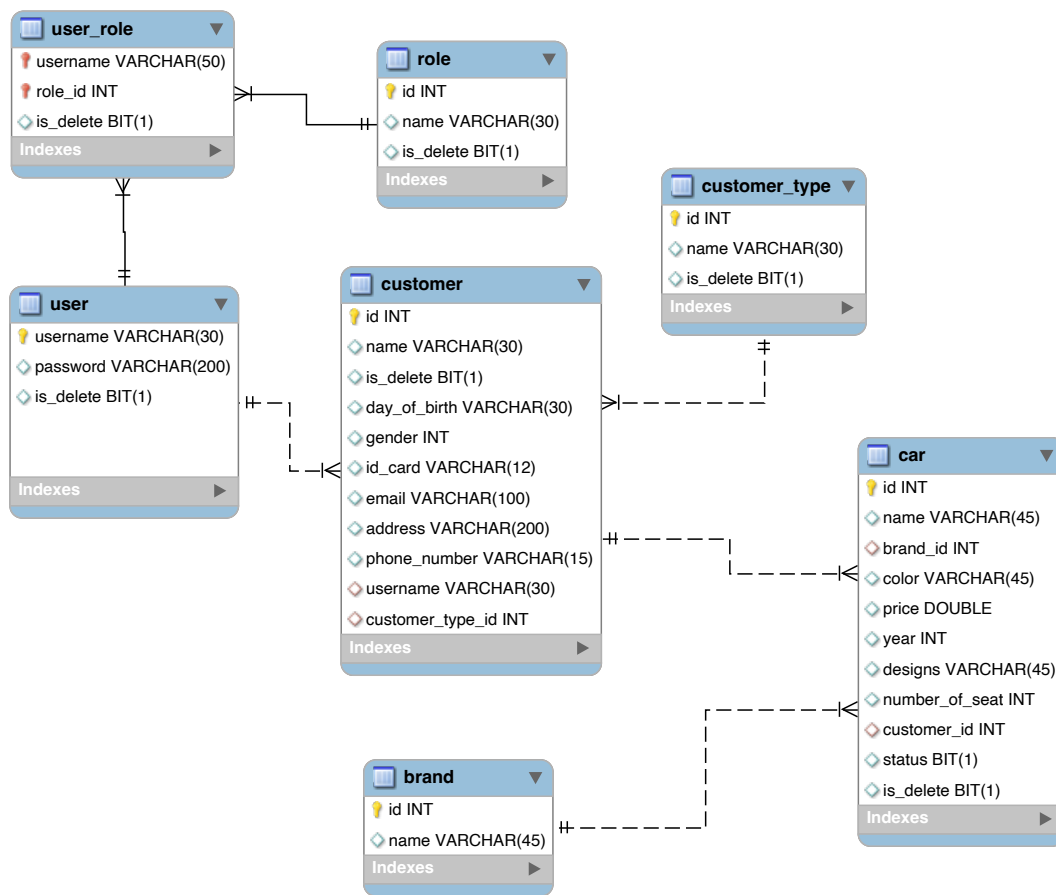 user_role
username VARCHAR(50)
role_id INT
is_delete BIT(1)
Indexes
role
id INT
name VARCHAR(30)
is_delete BIT(1)
Indexes
customer_type
id INT
name VARCHAR(30)
is_delete BIT(1)
Indexes
user
username VARCHAR(30)
password VARCHAR(200)
is_delete BIT(1)
Indexes
customer
id INT
name VARCHAR(30)
is_delete BIT(1)
day_of_birth VARCHAR(30)
gender INT
id_card VARCHAR(12)
email VARCHAR(100)
address VARCHAR(200)
phone_number VARCHAR(15)
username VARCHAR(30)
customer_type_id INT
Indexes
car
id INT
name VARCHAR(45)
brand_id INT
color VARCHAR(45)
price DOUBLE
year INT
designs VARCHAR(45)
number_of_seat INT
customer_id INT
status BIT(1)
is_delete BIT(1)
Indexes
brand
id INT
name VARCHAR(45)
Indexes